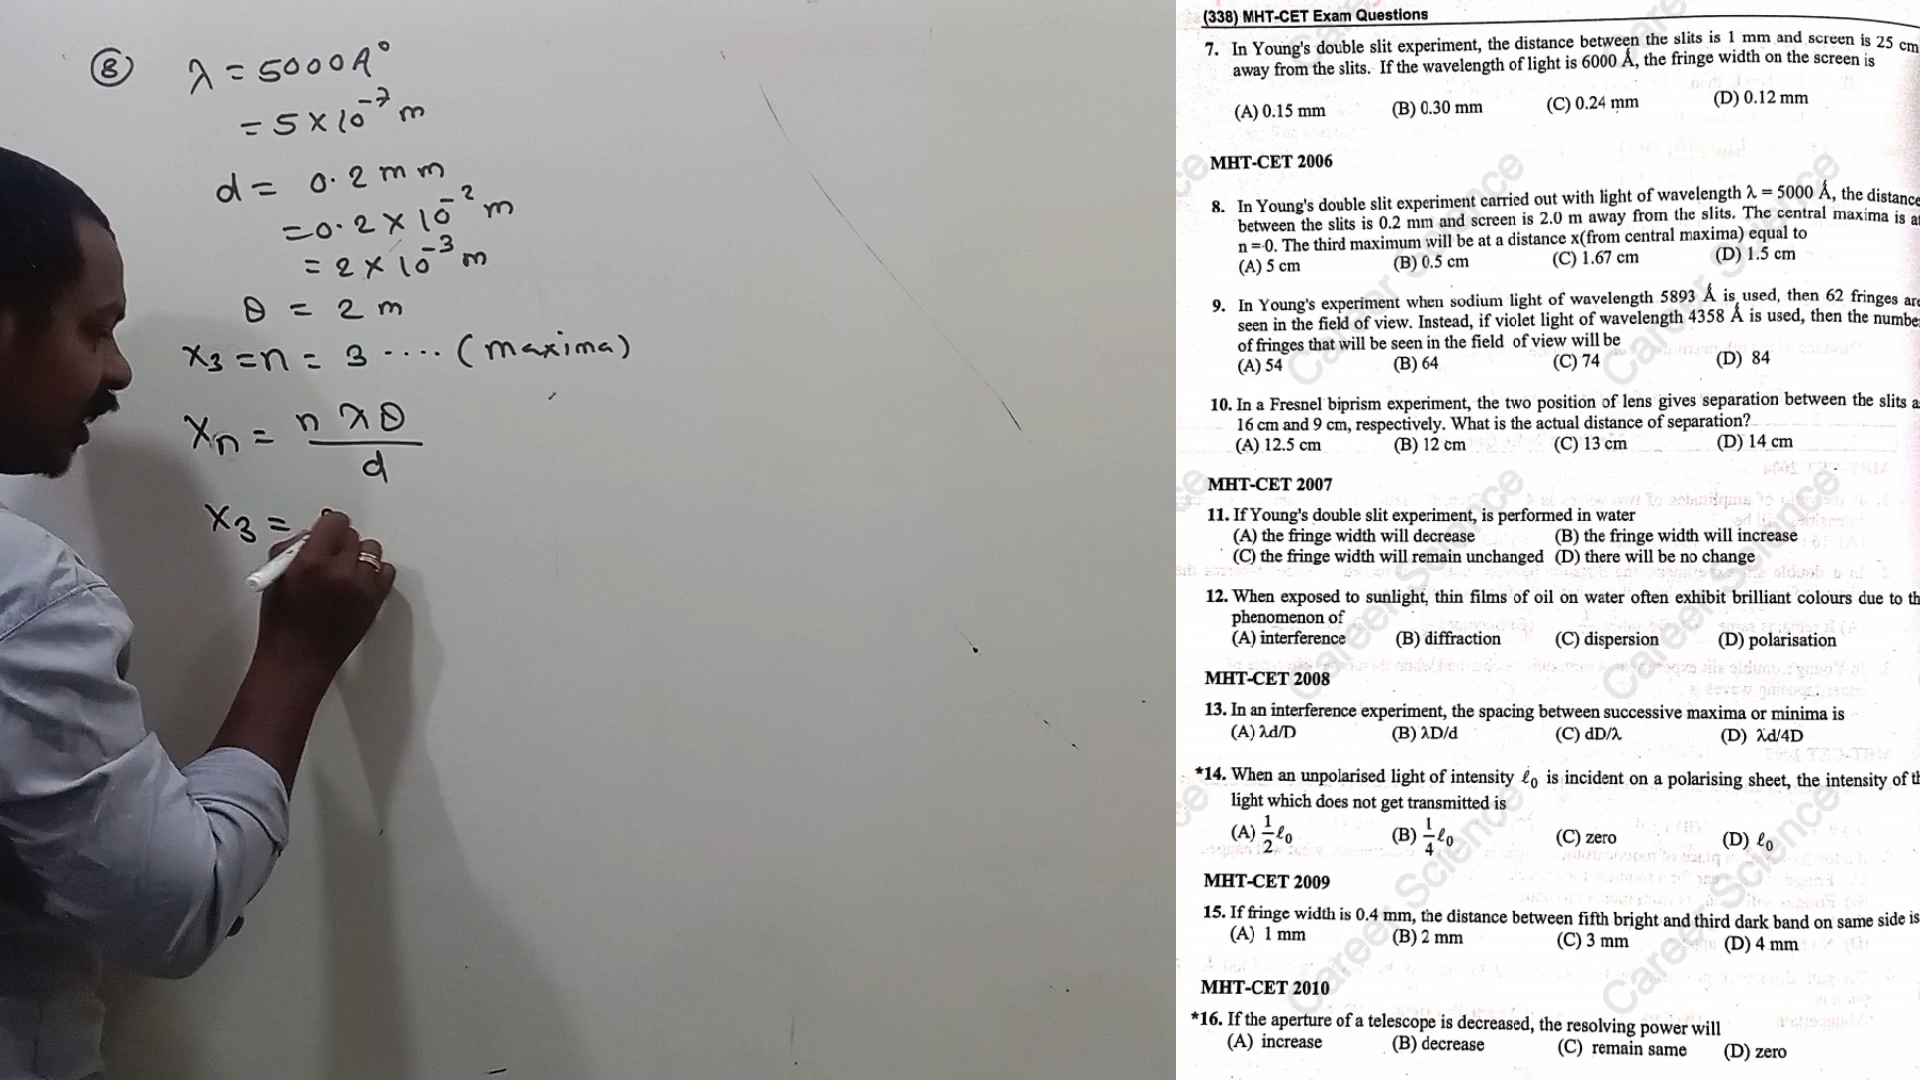 (8) λ = 5000A°
= 5 × 10⁻⁷ m
d = 0.2 mm
= 0.2 × 10⁻² m
= 2 × 10⁻³ m
D = 2 m
x₃ = n = 3 .... (maxima)
xₙ = n λ D / d
x₃ =
(338) MHT-CET Exam Questions
7. In Young's double slit experiment, the distance between the slits is 1 mm and screen is 25 cm
away from the slits. If the wavelength of light is 6000 Å, the fringe width on the screen is
(A) 0.15 mm (B) 0.30 mm (C) 0.24 mm (D) 0.12 mm
MHT-CET 2006
8. In Young's double slit experiment carried out with light of wavelength λ = 5000 Å, the distance
between the slits is 0.2 mm and screen is 2.0 m away from the slits. The central maxima is a
n = 0. The third maximum will be at a distance x(from central maxima) equal to
(A) 5 cm (B) 0.5 cm (C) 1.67 cm (D) 1.5 cm
9. In Young's experiment when sodium light of wavelength 5893 Å is used, then 62 fringes are
seen in the field of view. Instead, if violet light of wavelength 4358 Å is used, then the numbe
of fringes that will be seen in the field of view will be
(A) 54 (B) 64 (C) 74 (D) 84
10. In a Fresnel biprism experiment, the two position of lens gives separation between the slits a
16 cm and 9 cm, respectively. What is the actual distance of separation?
(A) 12.5 cm (B) 12 cm (C) 13 cm (D) 14 cm
MHT-CET 2007
11. If Young's double slit experiment, is performed in water
(A) the fringe width will decrease (B) the fringe width will increase
(C) the fringe width will remain unchanged (D) there will be no change
12. When exposed to sunlight, thin films of oil on water often exhibit brilliant colours due to th
phenomenon of
(A) interference (B) diffraction (C) dispersion (D) polarisation
MHT-CET 2008
13. In an interference experiment, the spacing between successive maxima or minima is
(A) λd/D (B) λD/d (C) dD/λ (D) λd/4D
*14. When an unpolarised light of intensity ℓ₀ is incident on a polarising sheet, the intensity of th
light which does not get transmitted is
(A) 1/2 ℓ₀ (B) 1/4 ℓ₀ (C) zero (D) ℓ₀
MHT-CET 2009
15. If fringe width is 0.4 mm, the distance between fifth bright and third dark band on same side is
(A) 1 mm (B) 2 mm (C) 3 mm (D) 4 mm
MHT-CET 2010
*16. If the aperture of a telescope is decreased, the resolving power will
(A) increase (B) decrease (C) remain same (D) zero
Career Science